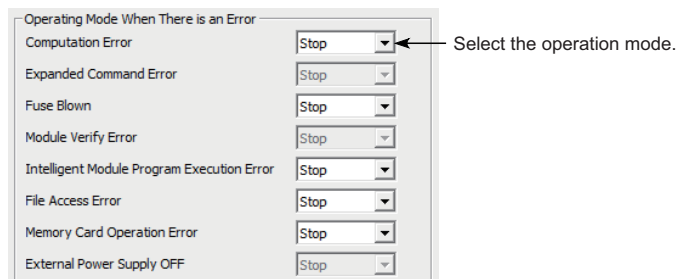 Operating Mode When There is an Error
Computation Error Stop Select the operation mode.
Expanded Command Error Stop
Fuse Blown Stop
Module Verify Error Stop
Intelligent Module Program Execution Error Stop
File Access Error Stop
Memory Card Operation Error Stop
External Power Supply OFF Stop